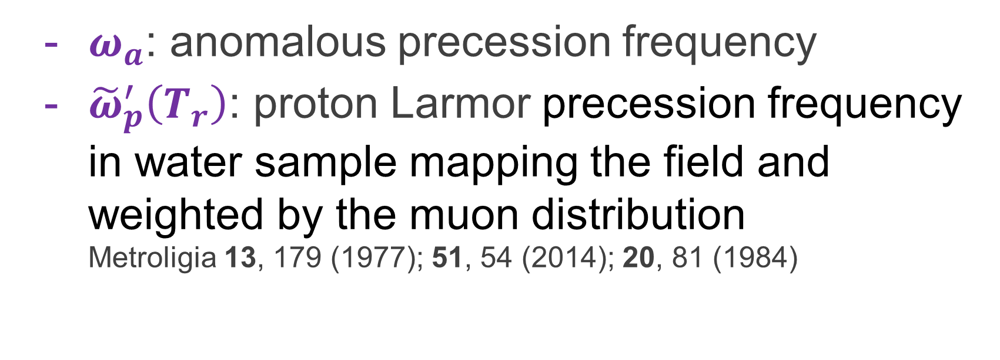 - ωₐ: anomalous precession frequency
- ω̃′ₚ(Tᵣ): proton Larmor precession frequency
in water sample mapping the field and
weighted by the muon distribution
Metroligia 13, 179 (1977); 51, 54 (2014); 20, 81 (1984)